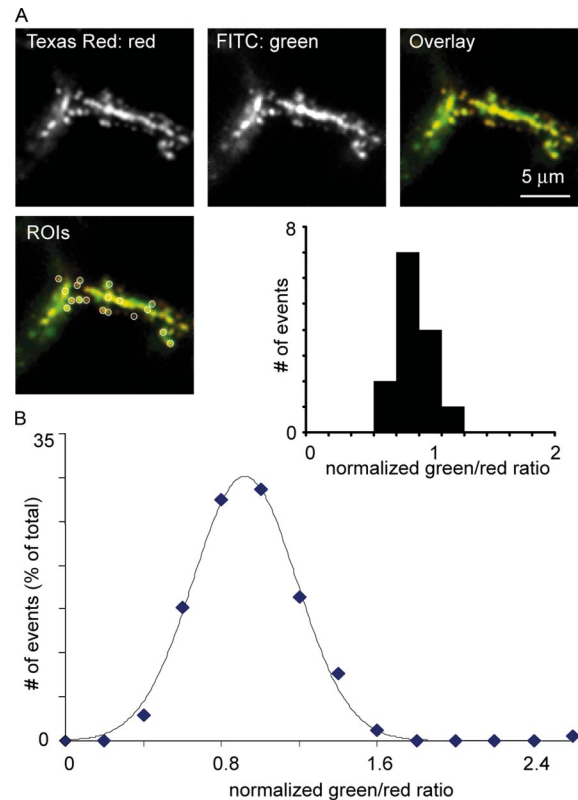 A
Texas Red: red
FITC: green
Overlay
5 μm
ROIs
8
# of events
0
0 1 2
normalized green/red ratio
B
35
# of events (% of total)
0
0 0.8 1.6 2.4
normalized green/red ratio